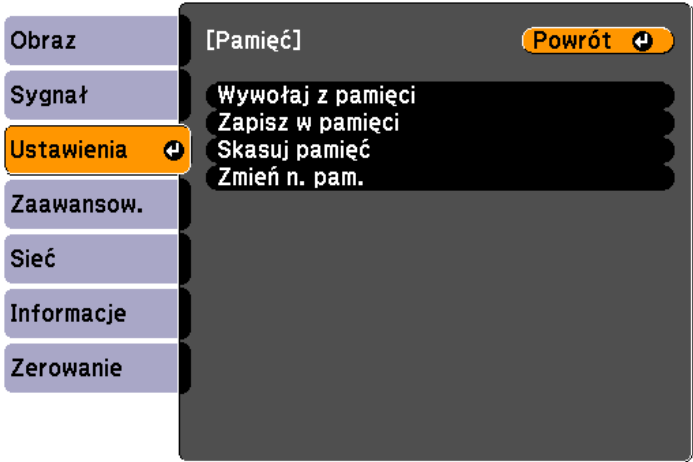 Obraz
Sygnał
Ustawienia
Zaawansow.
Sieć
Informacje
Zerowanie
[Pamięć]
Powrót
Wywołaj z pamięci
Zapisz w pamięci
Skasuj pamięć
Zmień n. pam.